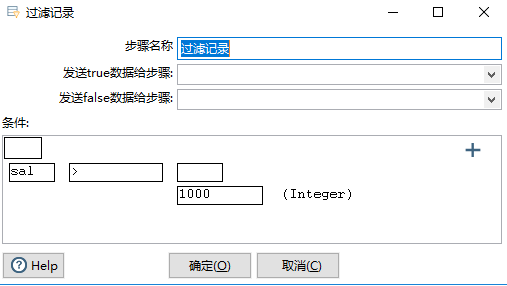 过滤记录
步骤名称 过滤记录
发送true数据给步骤:
发送false数据给步骤:
条件:
sal > 
1000 (Integer)
Help 确定(O) 取消(C)